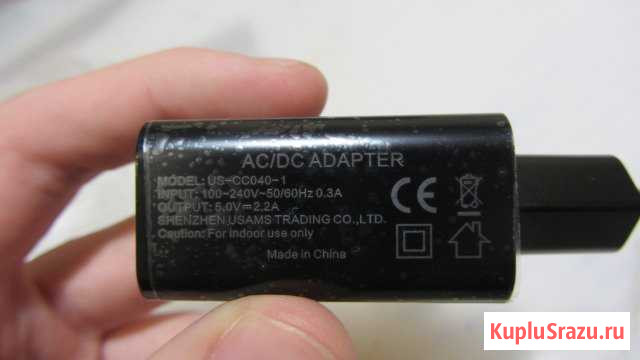 AC/DC ADAPTER
MODEL: US-CC040-1
INPUT: 100-240V~50/60Hz 0.3A
OUTPUT: 5.0V⎓2.2A
SHENZHEN USAMS TRADING CO.,LTD.
Caution: For indoor use only
Made in China
CE
KupluSrazu.ru